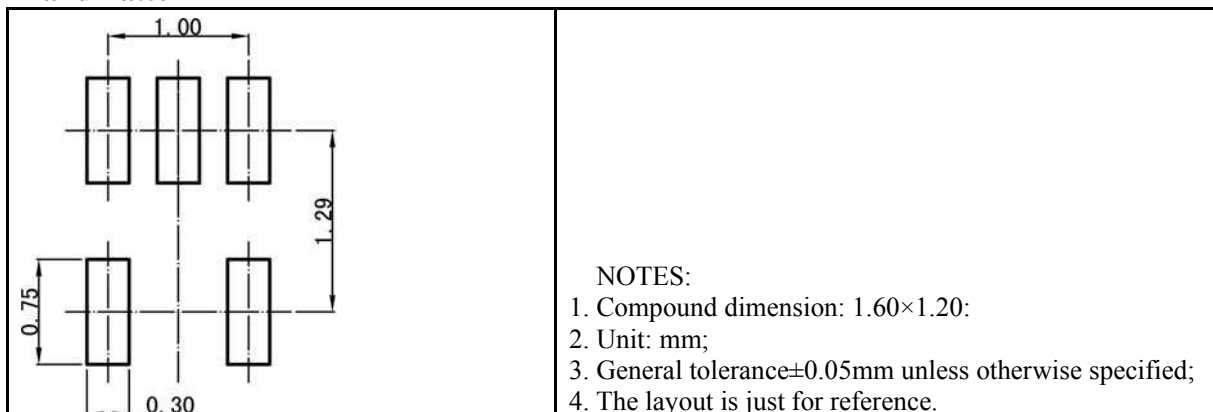 1.00
1.29
0.75
0.30
NOTES:
1. Compound dimension: 1.60×1.20:
2. Unit: mm;
3. General tolerance±0.05mm unless otherwise specified;
4. The layout is just for reference.